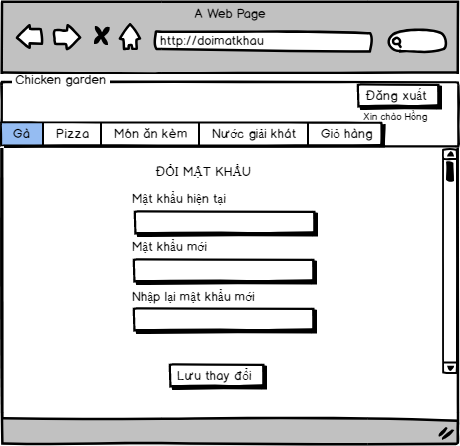 A Web Page
http://doimatkhau
Chicken garden
Đăng xuất
Xin chào Hồng
Gà
Pizza
Món ăn kèm
Nước giải khát
Giỏ hàng
ĐỔI MẬT KHẨU
Mật khẩu hiện tại
Mật khẩu mới
Nhập lại mật khẩu mới
Lưu thay đổi